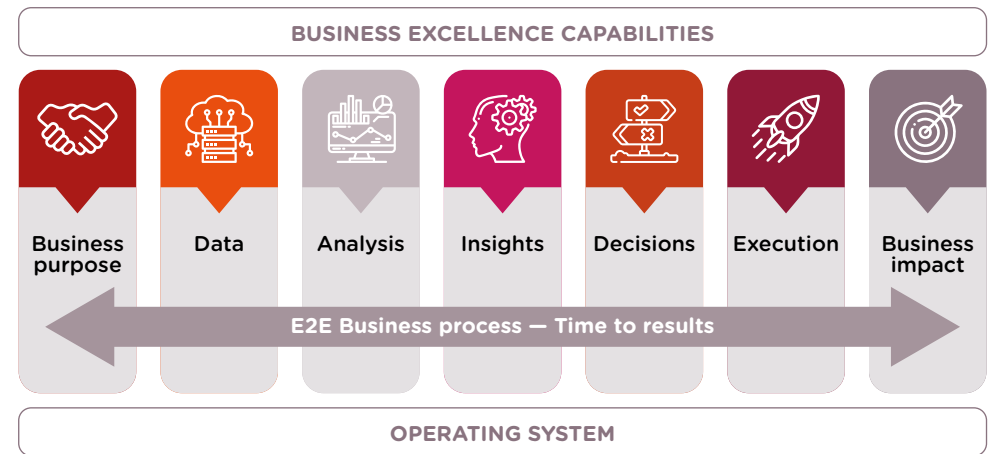 BUSINESS EXCELLENCE CAPABILITIES
Business
purpose
Data
Analysis
Insights
Decisions
Execution
Business
impact
E2E Business process — Time to results
OPERATING SYSTEM